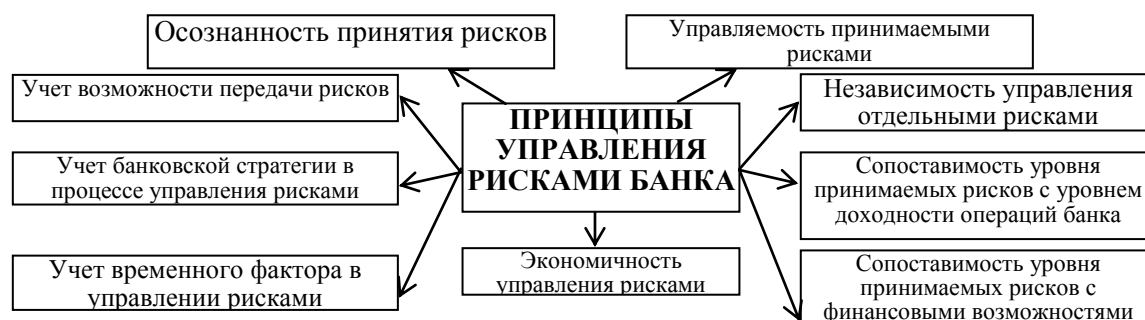 Осознанность принятия рисков
Управляемость принимаемыми
рисками
Учет возможности передачи рисков
ПРИНЦИПЫ
УПРАВЛЕНИЯ
РИСКАМИ БАНКА
Независимость управления
отдельными рисками
Учет банковской стратегии в
процессе управления рисками
Сопоставимость уровня
принимаемых рисков с уровнем
доходности операций банка
Учет временного фактора в
управлении рисками
Экономичность
управления рисками
Сопоставимость уровня
принимаемых рисков с
финансовыми возможностями